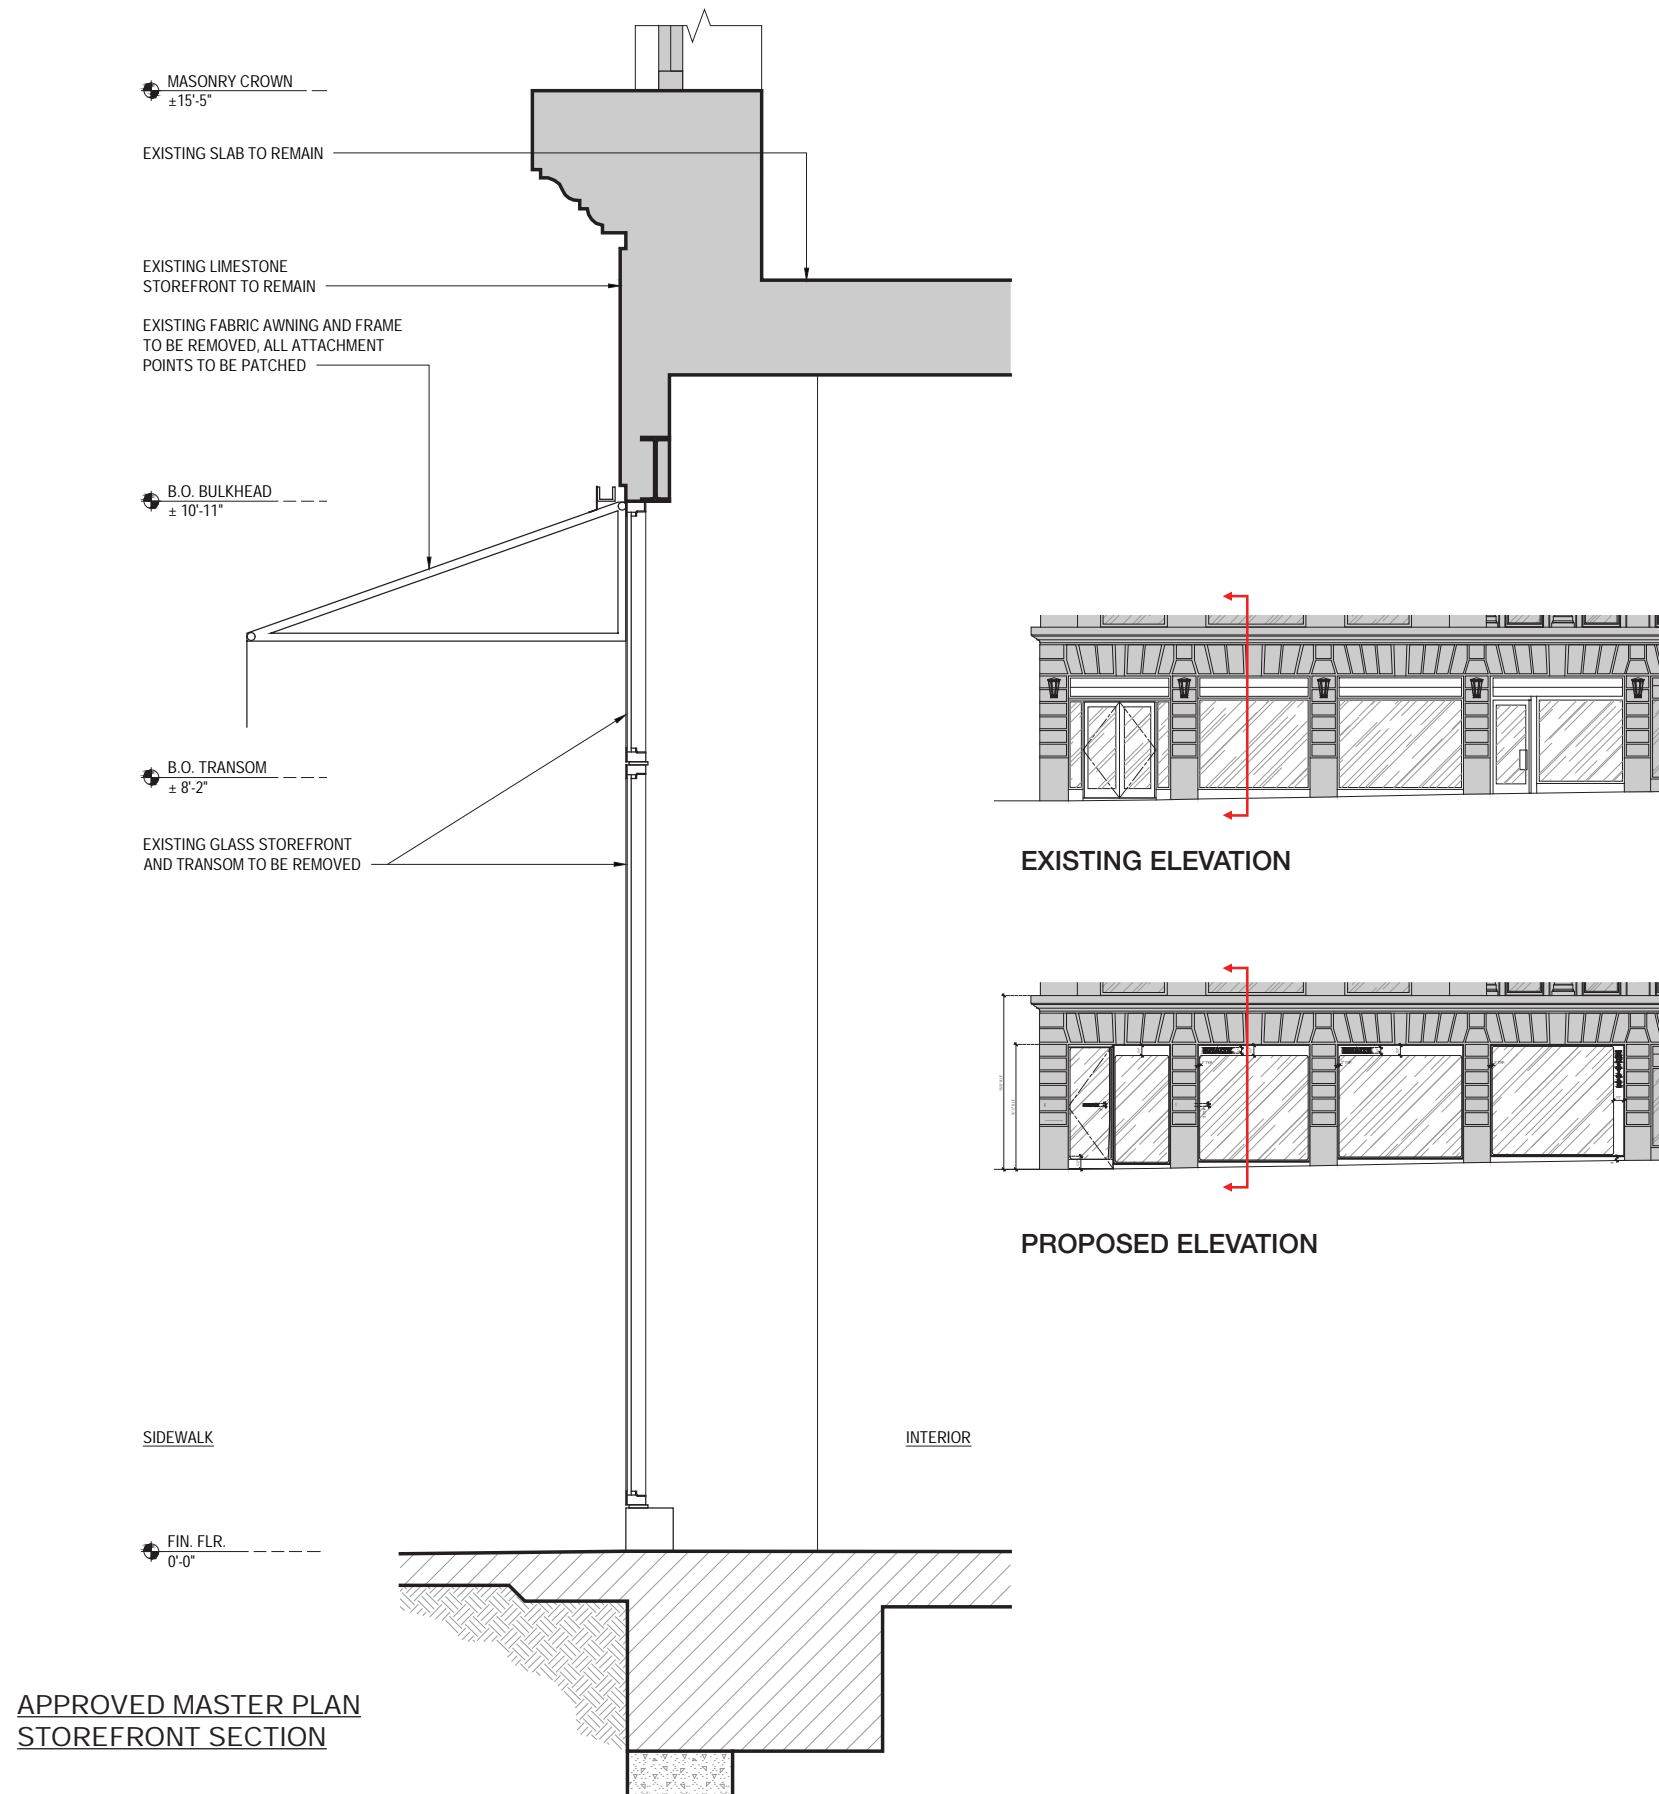 MASONRY CROWN
±15'-5"
EXISTING SLAB TO REMAIN
EXISTING LIMESTONE
STOREFRONT TO REMAIN
EXISTING FABRIC AWNING AND FRAME
TO BE REMOVED, ALL ATTACHMENT
POINTS TO BE PATCHED
B.O. BULKHEAD
± 10'-11"
B.O. TRANSOM
± 8'-2"
EXISTING GLASS STOREFRONT
AND TRANSOM TO BE REMOVED
EXISTING ELEVATION
PROPOSED ELEVATION
SIDEWALK
INTERIOR
FIN. FLR.
0'-0"
APPROVED MASTER PLAN
STOREFRONT SECTION